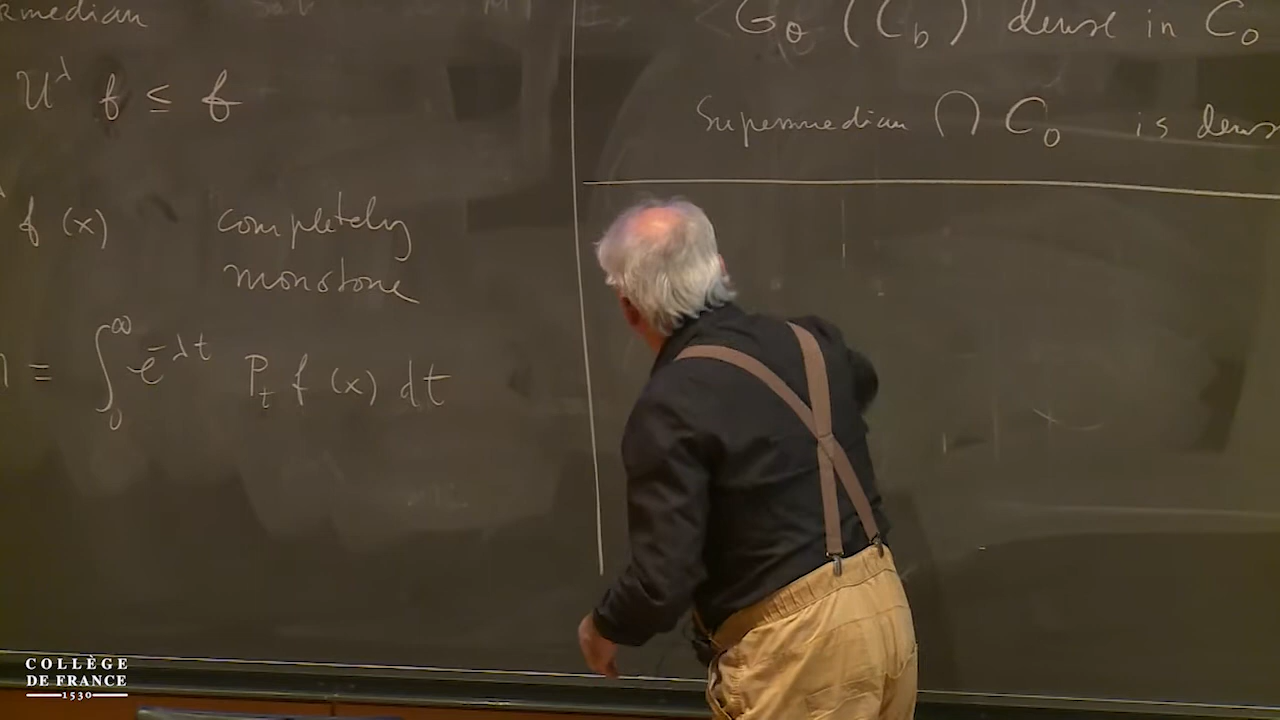 rmedian
U^λ f ≤ f
f (x) completely
monotone
= ∫_0^∞ e^{-λt} P_t f (x) dt
G_θ (C_b) dense in C_0
Supermedian ∩ C_0 is dens
COLLÈGE
DE FRANCE
1530